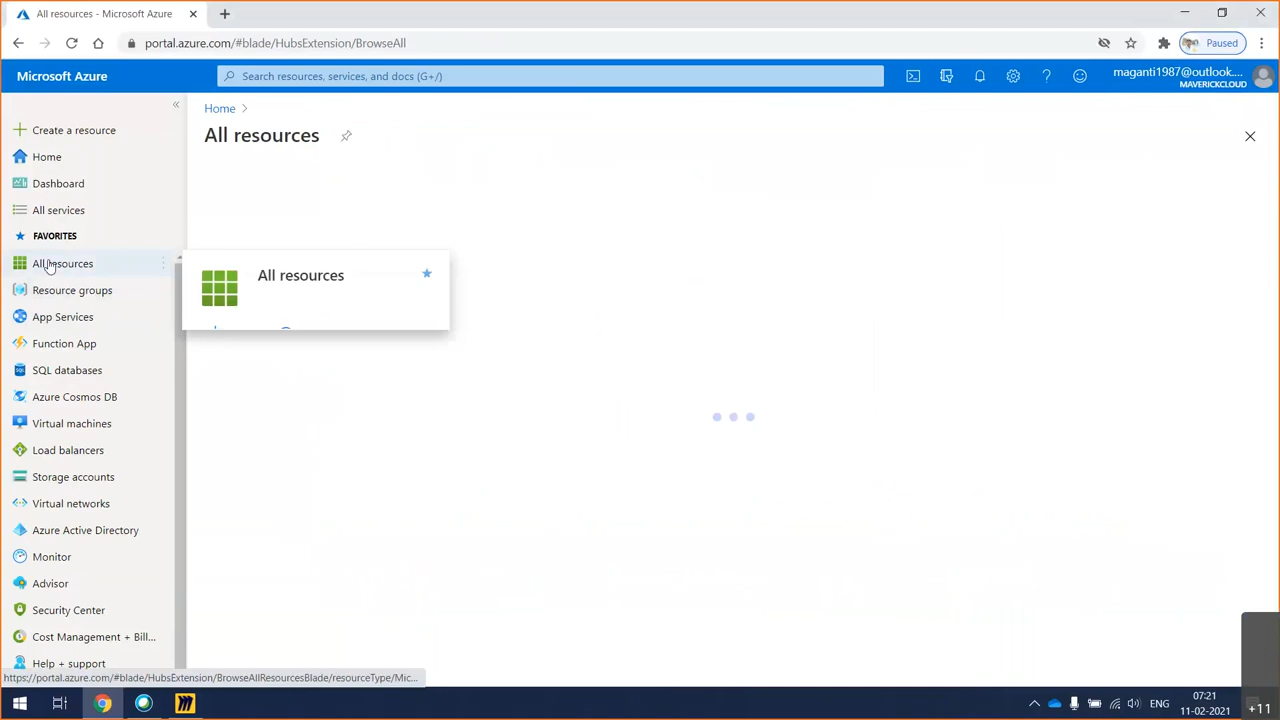 All resources - Microsoft Azure
portal.azure.com/#blade/HubsExtension/BrowseAll
Paused
Microsoft Azure
Search resources, services, and docs (G+/)
maganti1987@outlook....
MAVERICKCLOUD
Home
All resources
Create a resource
Home
Dashboard
All services
FAVORITES
All resources
Resource groups
App Services
Function App
SQL databases
Azure Cosmos DB
Virtual machines
Load balancers
Storage accounts
Virtual networks
Azure Active Directory
Monitor
Advisor
Security Center
Cost Management + Bill...
Help + support
All resources
https://portal.azure.com/#blade/HubsExtension/BrowseAllResourcesBlade/resourceType/Mic...
ENG
07:21
11-02-2021
+11